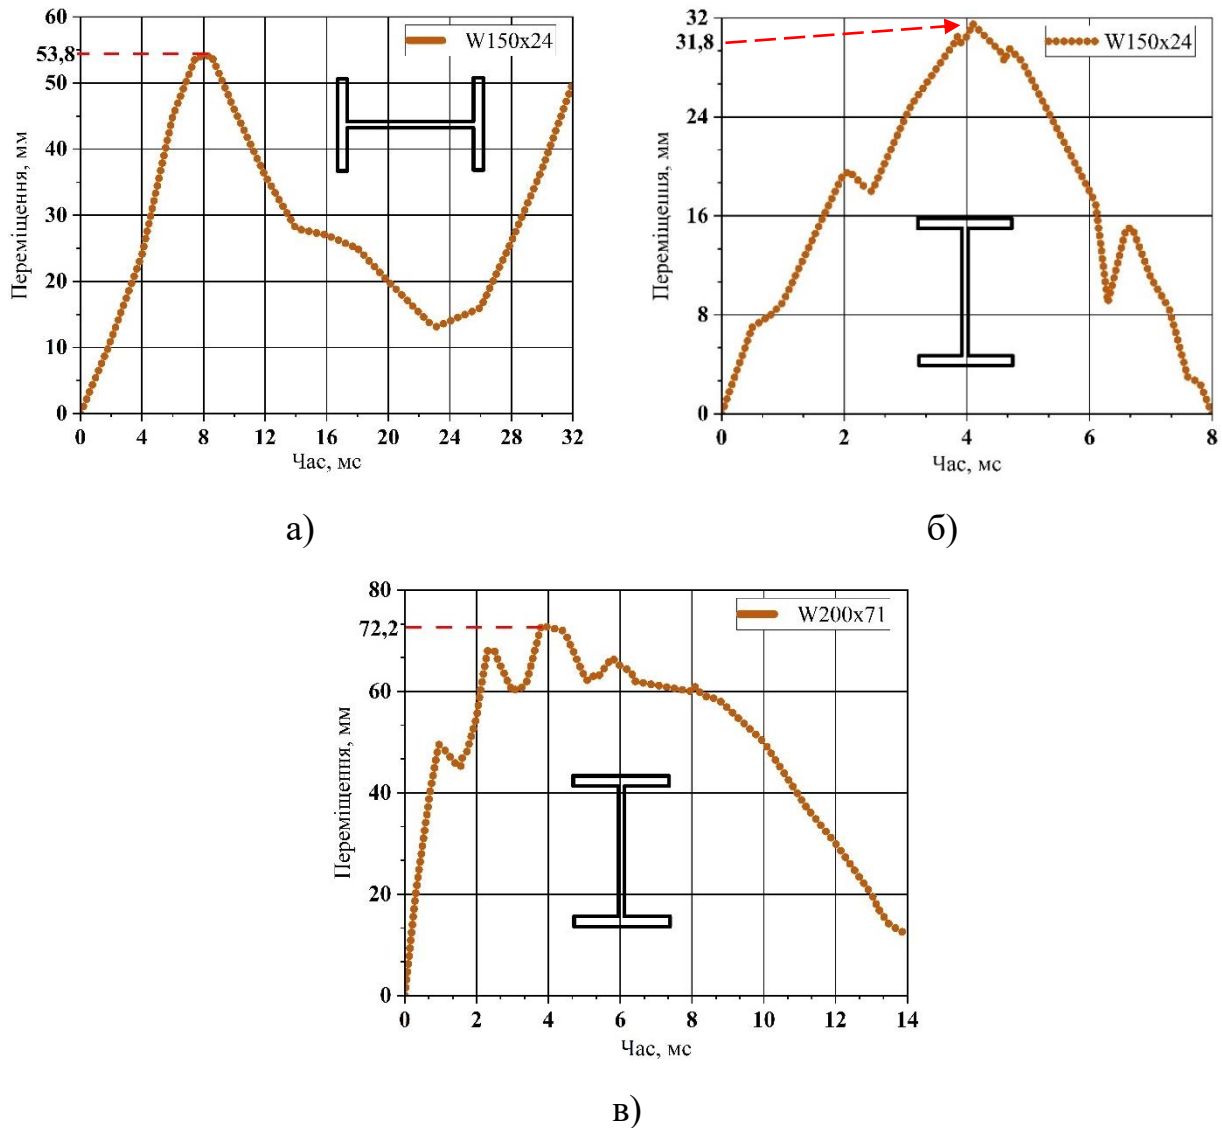 60
53,8
50
40
30
20
10
0
Переміщення, мм
W150x24
0 4 8 12 16 20 24 28 32
Час, мс
а)
32
31,8
24
16
8
0
Переміщення, мм
W150x24
0 2 4 6 8
Час, мс
б)
80
72,2
60
40
20
0
Переміщення, мм
W200x71
0 2 4 6 8 10 12 14
Час, мс
в)